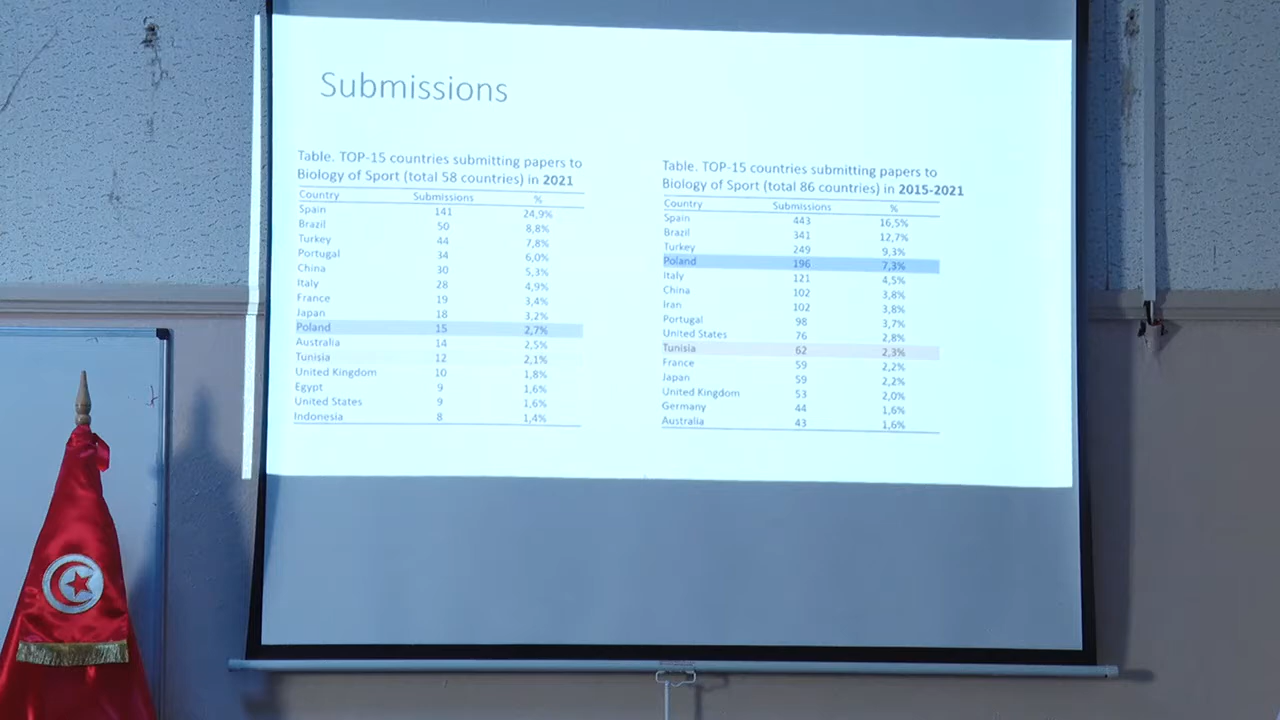 Submissions
Table. TOP-15 countries submitting papers to
Biology of Sport (total 58 countries) in 2021
Country Submissions %
Spain 141 24,9%
Brazil 50 8,8%
Turkey 44 7,8%
Portugal 34 6,0%
China 30 5,3%
Italy 28 4,9%
France 19 3,4%
Japan 18 3,2%
Poland 15 2,7%
Australia 14 2,5%
Tunisia 12 2,1%
United Kingdom 10 1,8%
Egypt 9 1,6%
United States 9 1,6%
Indonesia 8 1,4%
Table. TOP-15 countries submitting papers to
Biology of Sport (total 86 countries) in 2015-2021
Country Submissions %
Spain 443 16,5%
Brazil 341 12,7%
Turkey 249 9,3%
Poland 196 7,3%
Italy 121 4,5%
China 102 3,8%
Iran 102 3,8%
Portugal 98 3,7%
United States 76 2,8%
Tunisia 62 2,3%
France 59 2,2%
Japan 59 2,2%
United Kingdom 53 2,0%
Germany 44 1,6%
Australia 43 1,6%